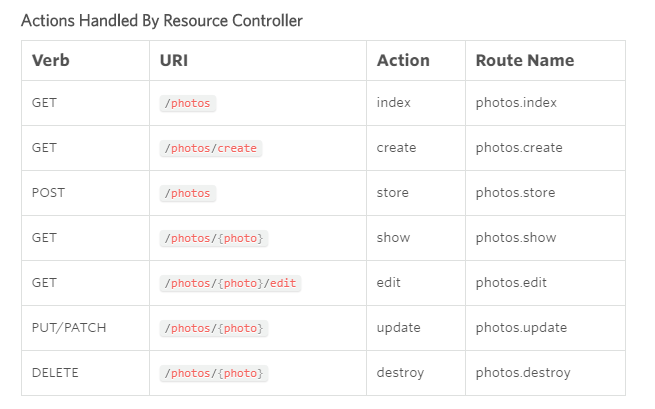 Actions Handled By Resource Controller
Verb URI Action Route Name
GET /photos index photos.index
GET /photos/create create photos.create
POST /photos store photos.store
GET /photos/{photo} show photos.show
GET /photos/{photo}/edit edit photos.edit
PUT/PATCH /photos/{photo} update photos.update
DELETE /photos/{photo} destroy photos.destroy